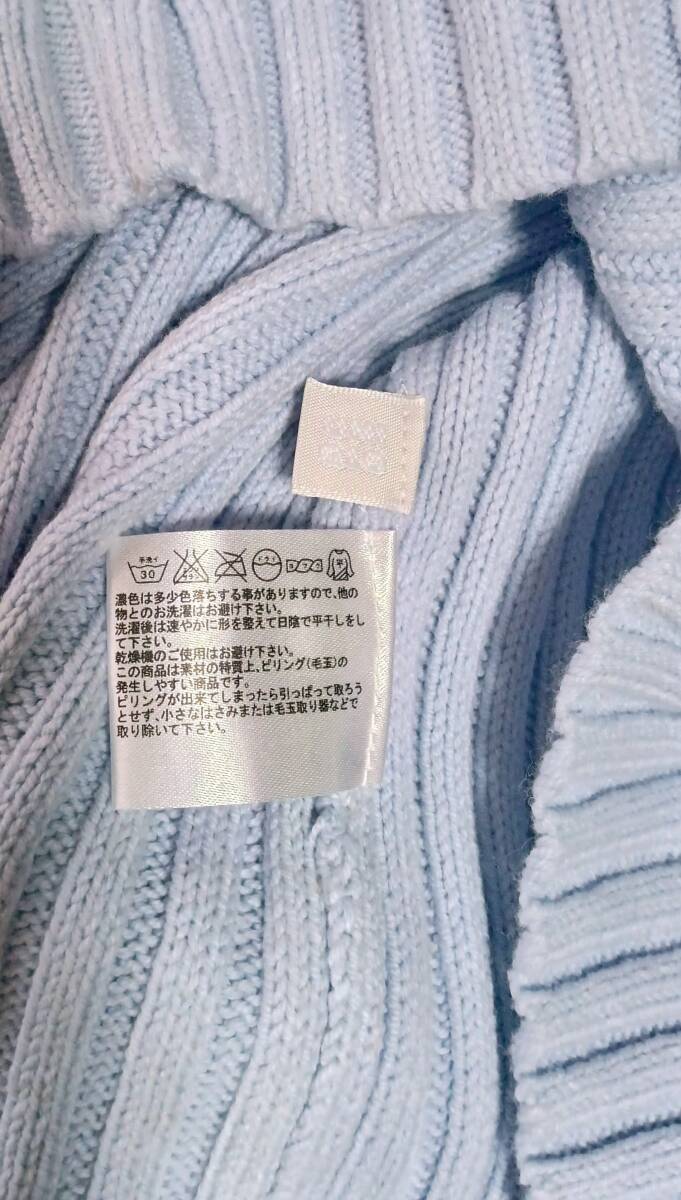 手洗イ
30
ドライ
濃色は多少色落ちする事がありますので、他の
物とのお洗濯はお避け下さい。
洗濯後は速やかに形を整えて日陰で平干しをし
て下さい。
乾燥機のご使用はお避け下さい。
この商品は素材の特質上、ピリング(毛玉)の
発生しやすい商品です。
ピリングが出来てしまったら引っぱって取ろう
とせず、小さなはさみまたは毛玉取り器などで
取り除いて下さい。